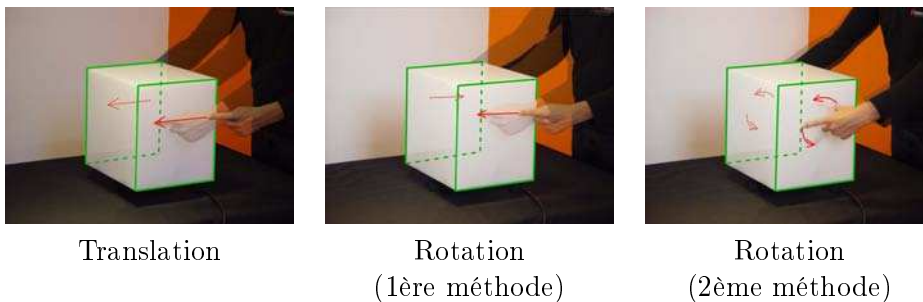 Translation
Rotation
(1ère méthode)
Rotation
(2ème méthode)